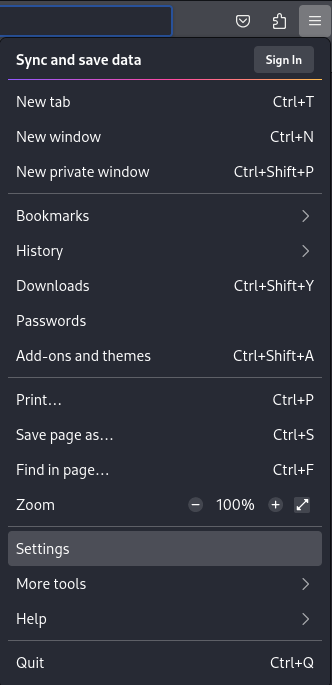 Sync and save data Sign In
New tab Ctrl+T
New window Ctrl+N
New private window Ctrl+Shift+P
Bookmarks
History
Downloads Ctrl+Shift+Y
Passwords
Add-ons and themes Ctrl+Shift+A
Print… Ctrl+P
Save page as… Ctrl+S
Find in page… Ctrl+F
Zoom − 100% +
Settings
More tools
Help
Quit Ctrl+Q